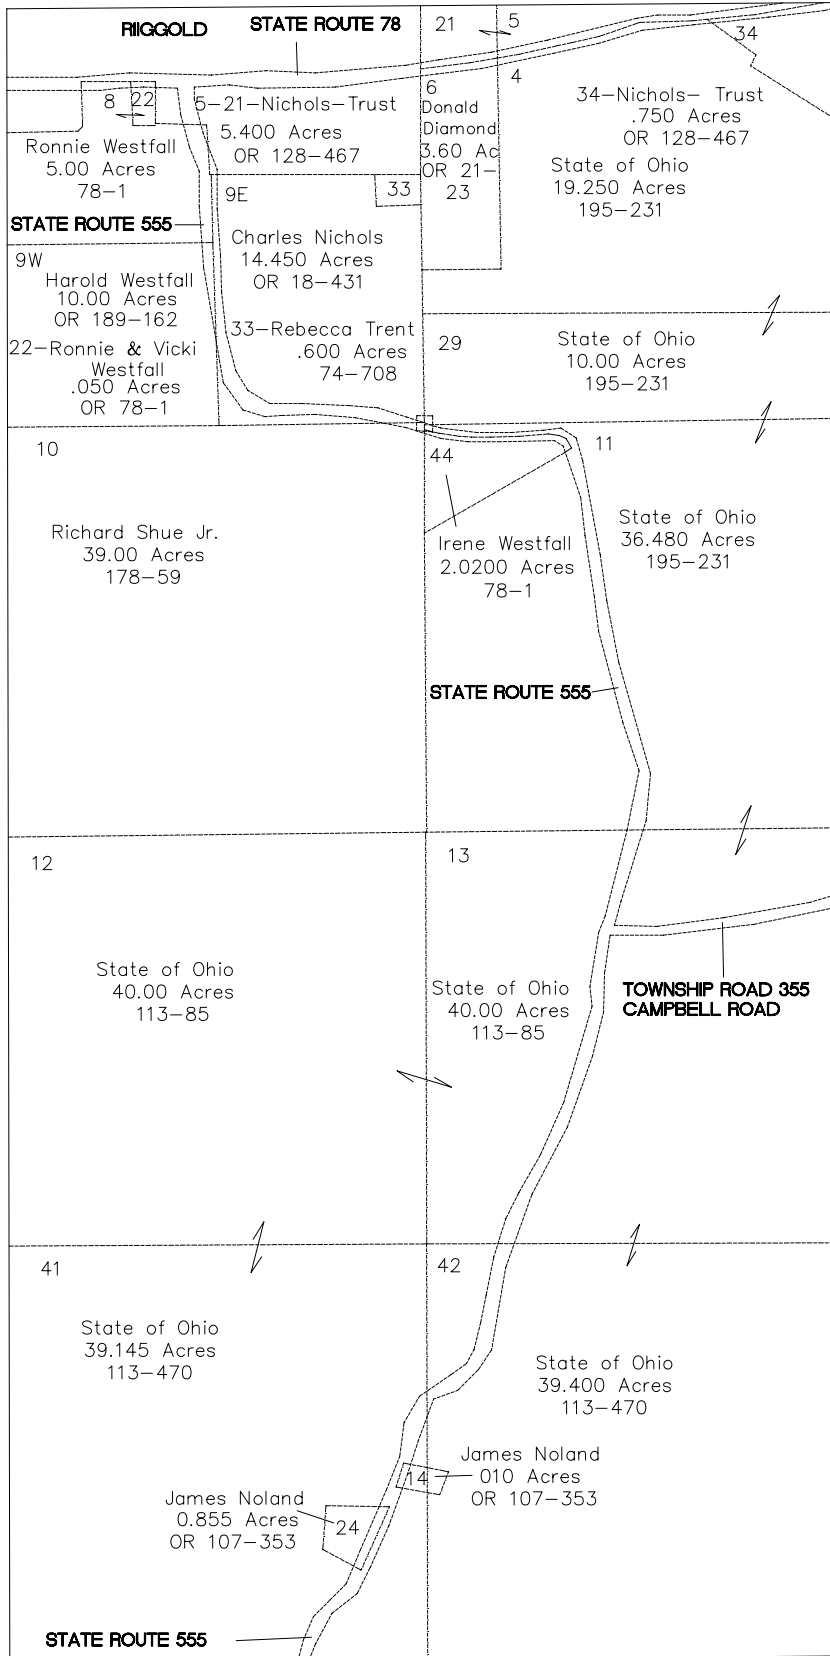 RIIGGOLD
STATE ROUTE 78
21
5
34
8
22
5-21-Nichols-Trust
5.400 Acres
OR 128-467
6
Donald
Diamond
3.60 Ac
OR 21-
23
4
34-Nichols- Trust
.750 Acres
OR 128-467
State of Ohio
19.250 Acres
195-231
Ronnie Westfall
5.00 Acres
78-1
STATE ROUTE 555
9E
33
Charles Nichols
14.450 Acres
OR 18-431
9W
Harold Westfall
10.00 Acres
OR 189-162
22-Ronnie & Vicki
Westfall
.050 Acres
OR 78-1
33-Rebecca Trent
.600 Acres
74-708
29
State of Ohio
10.00 Acres
195-231
10
44
11
Richard Shue Jr.
39.00 Acres
178-59
Irene Westfall
2.0200 Acres
78-1
State of Ohio
36.480 Acres
195-231
STATE ROUTE 555
12
13
State of Ohio
40.00 Acres
113-85
State of Ohio
40.00 Acres
113-85
TOWNSHIP ROAD 355
CAMPBELL ROAD
41
42
State of Ohio
39.145 Acres
113-470
State of Ohio
39.400 Acres
113-470
14
James Noland
010 Acres
OR 107-353
James Noland
0.855 Acres
OR 107-353
24
STATE ROUTE 555